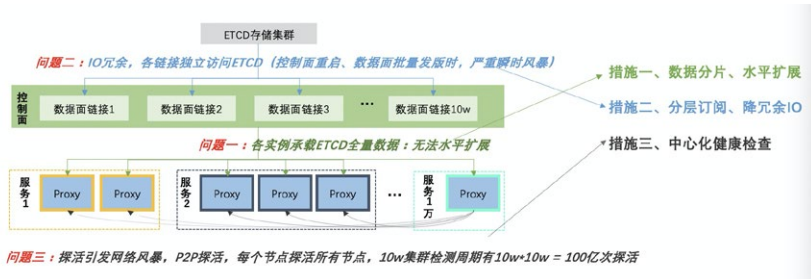 ETCD存储集群
问题二：IO冗余，各链接独立访问ETCD（控制面重启、数据面批量发版时，严重瞬时风暴）
控制面
数据面链接1
数据面链接2
数据面链接3
...
数据面链接10w
问题一：各实例承载ETCD全量数据：无法水平扩展
措施一、数据分片、水平扩展
措施二、分层订阅、降冗余IO
措施三、中心化健康检查
服务1
Proxy
Proxy
服务2
Proxy
Proxy
Proxy
...
服务1万
Proxy
问题三：探活引发网络风暴，P2P探活，每个节点探活所有节点，10w集群检测周期有10w*10w = 100亿次探活